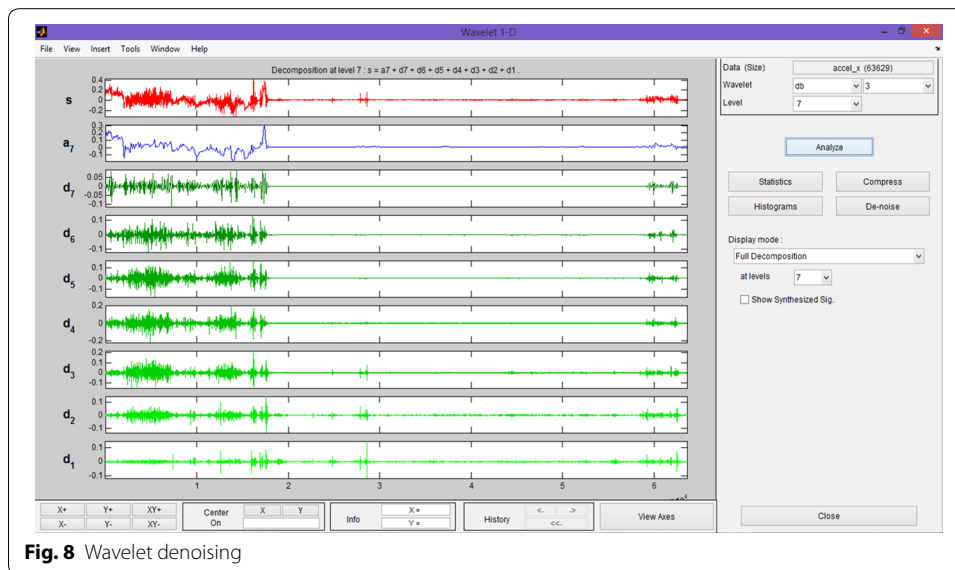 Wavelet 1-D
File View Insert Tools Window Help
Decomposition at level 7 : s = a7 + d7 + d6 + d5 + d4 + d3 + d2 + d1 .
s
0.4
0.2
0
-0.2
a7
0.3
0.2
0.1
0
-0.1
d7
0.05
0
-0.05
-0.1
d6
0.1
0
-0.1
d5
0.1
0
-0.1
d4
0.2
0
-0.2
d3
0.2
0.1
0
-0.1
d2
0.1
0
-0.1
d1
0.1
0
-0.1
1 2 3 4 5 6
Data (Size) accel_x (63629)
Wavelet db 3
Level 7
Analyze
Statistics Compress
Histograms De-noise
Display mode :
Full Decomposition
at levels 7
Show Synthesized Sig.
X+ Y+ XY+
X- Y- XY-
Center On X Y
Info X = Y =
History <- -> <<-
View Axes
Close
Fig. 8 Wavelet denoising